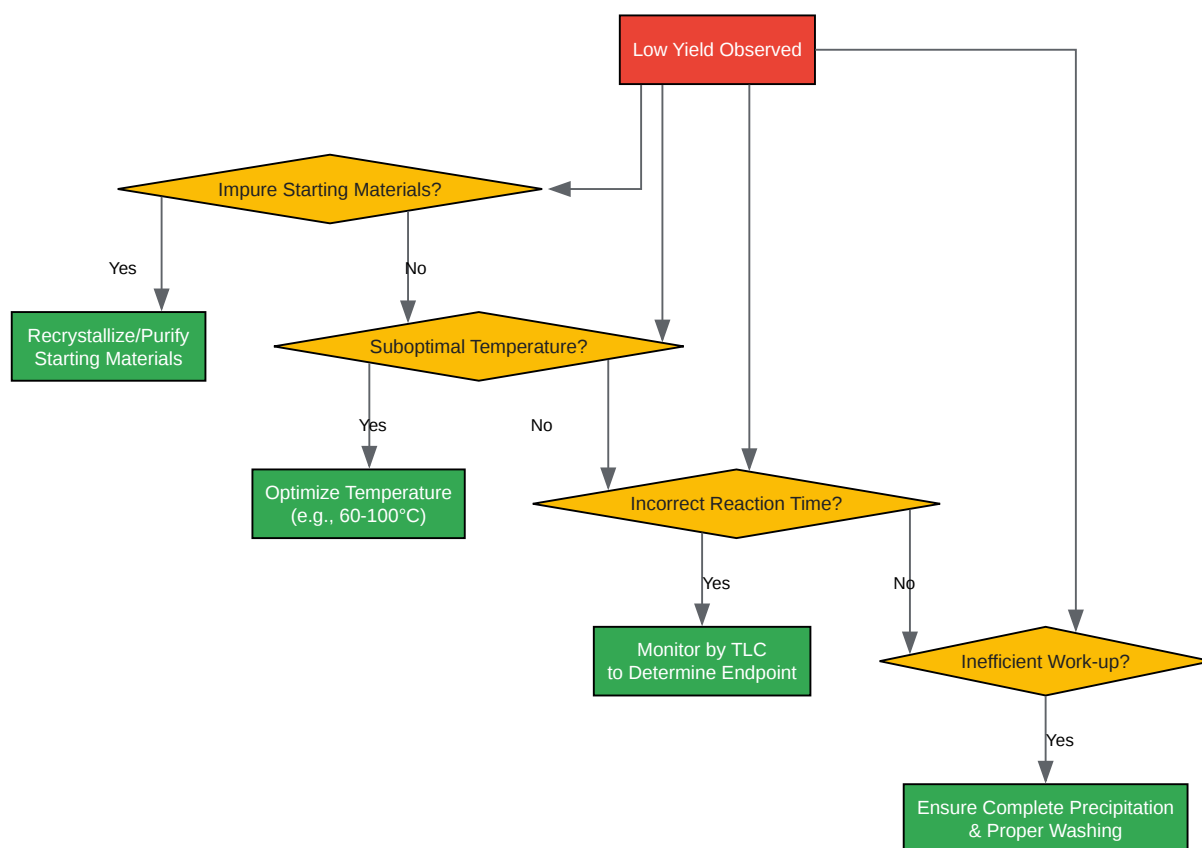 Low Yield Observed
Impure Starting Materials?
Yes
No
Recrystallize/Purify
Starting Materials
Suboptimal Temperature?
Yes
No
Optimize Temperature
(e.g., 60-100°C)
Incorrect Reaction Time?
Yes
No
Monitor by TLC
to Determine Endpoint
Inefficient Work-up?
Yes
Ensure Complete Precipitation
& Proper Washing